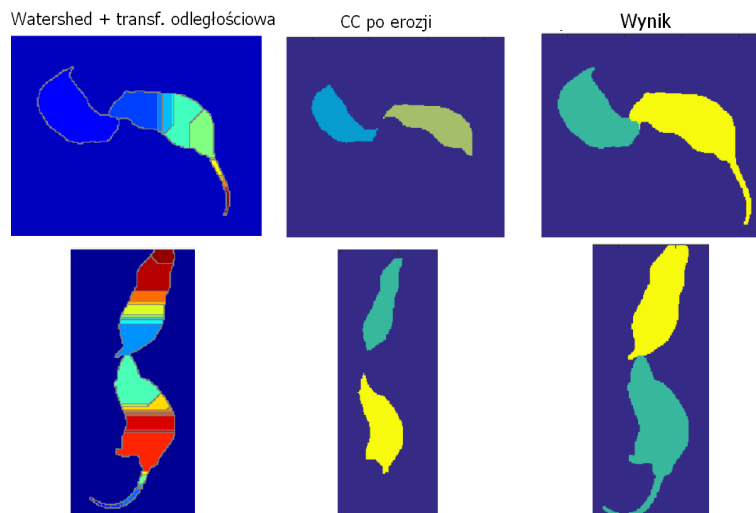 Watershed + transf. odległościowa
CC po erozji
Wynik